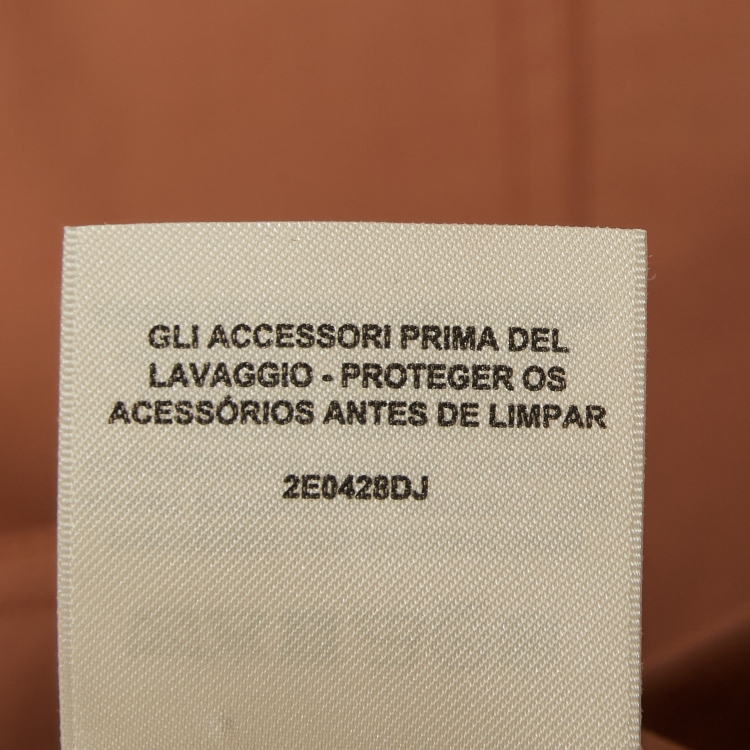 GLI ACCESSORI PRIMA DEL
LAVAGGIO - PROTEGER OS
ACESSÓRIOS ANTES DE LIMPAR
2E0428DJ